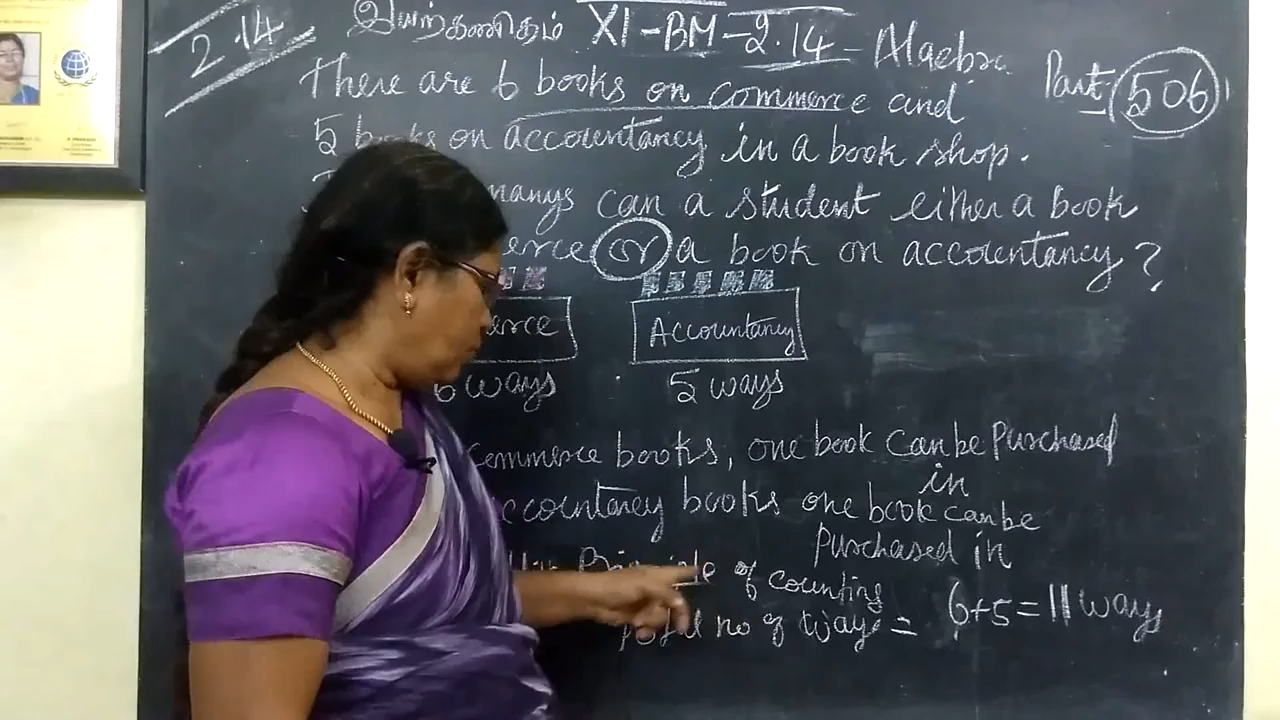 2.14
இயற்கணிதம் XI-BM-2.14 - Algebra
Part 506
There are 6 books on commerce and
5 books on accountancy in a book shop.
manys can a student either a book
or a book on accountancy?
Accountancy
6 ways 5 ways
commerce books, one book can be Purchased
in
books one book can be
Purchased in
Principle of counting
Total no of ways = 6+5=11 ways